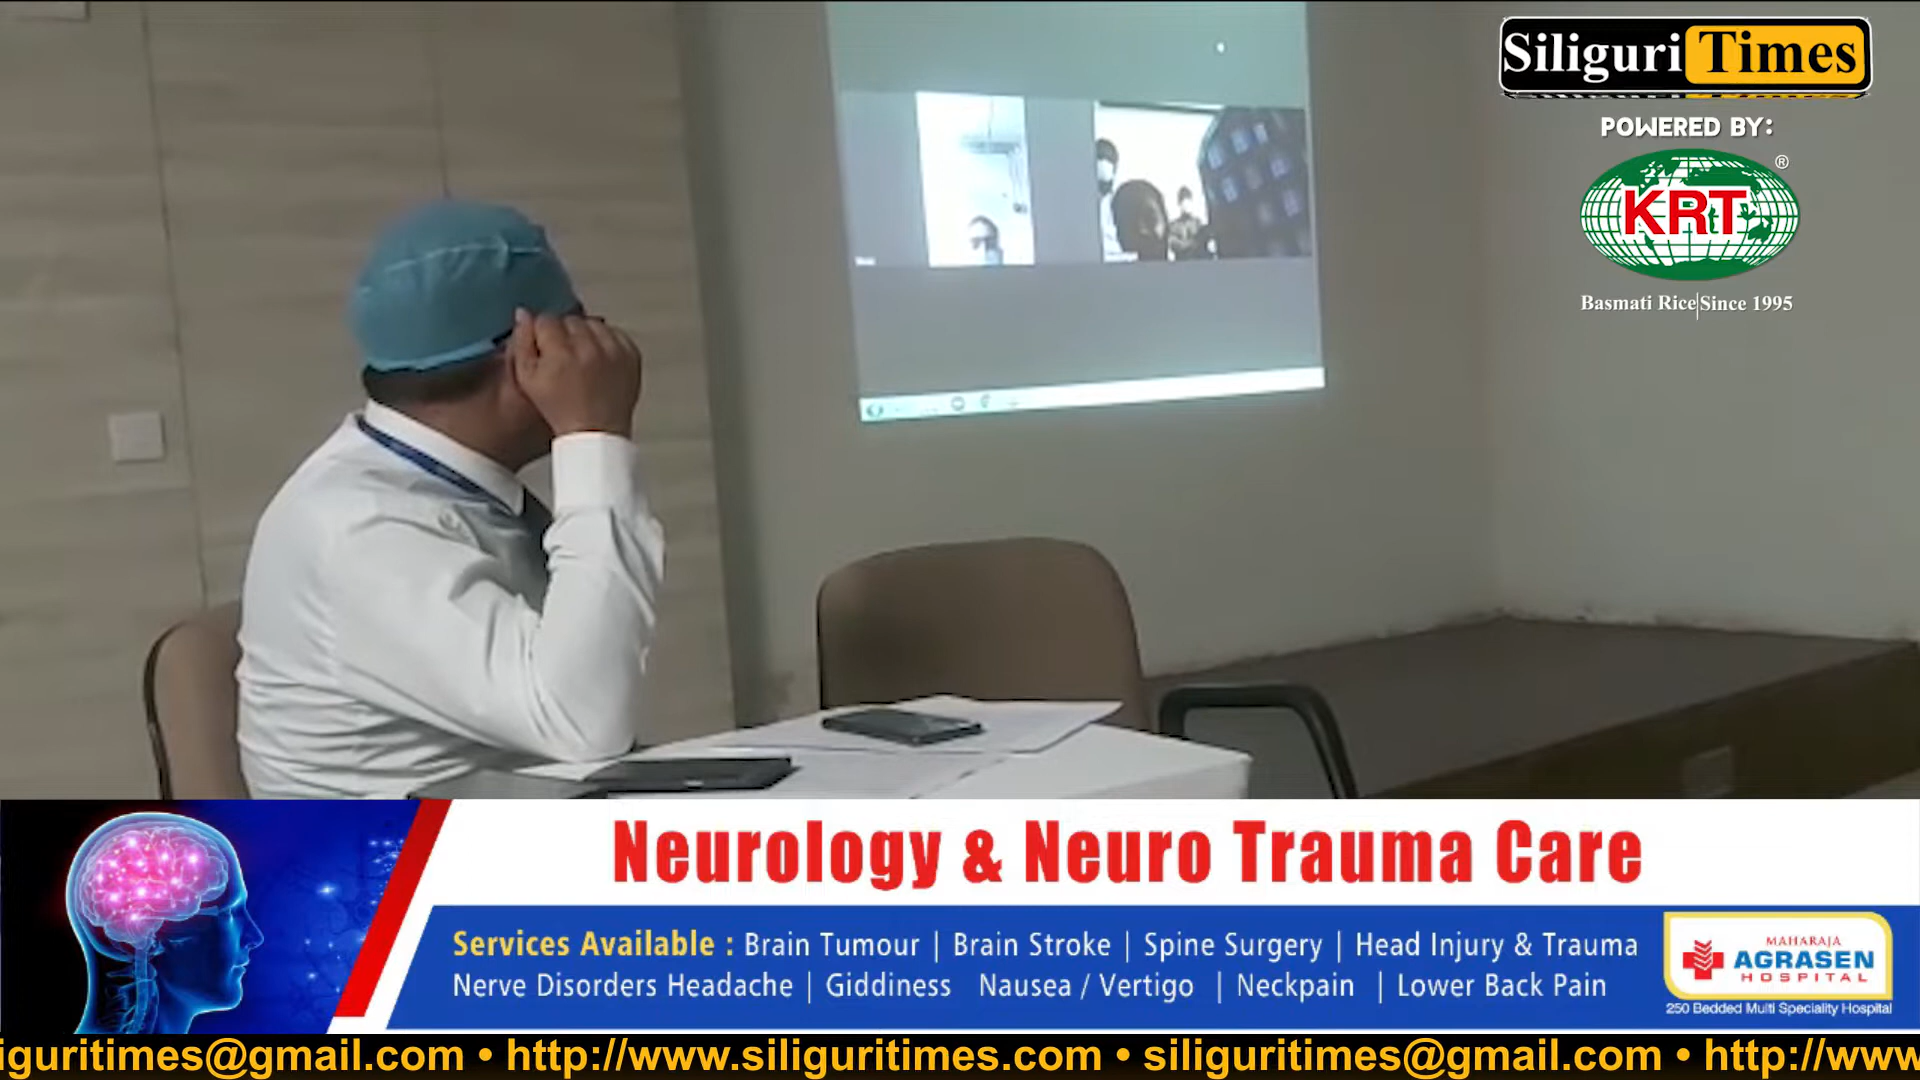 Siliguri Times
POWERED BY:
KRT®
Basmati Rice|Since 1995
Neurology & Neuro Trauma Care
Services Available : Brain Tumour | Brain Stroke | Spine Surgery | Head Injury & Trauma
Nerve Disorders Headache | Giddiness Nausea / Vertigo | Neckpain | Lower Back Pain
MAHARAJA
AGRASEN
HOSPITAL
250 Bedded Multi Speciality Hospital
iguritimes@gmail.com • http://www.siliguritimes.com • siliguritimes@gmail.com • http://www